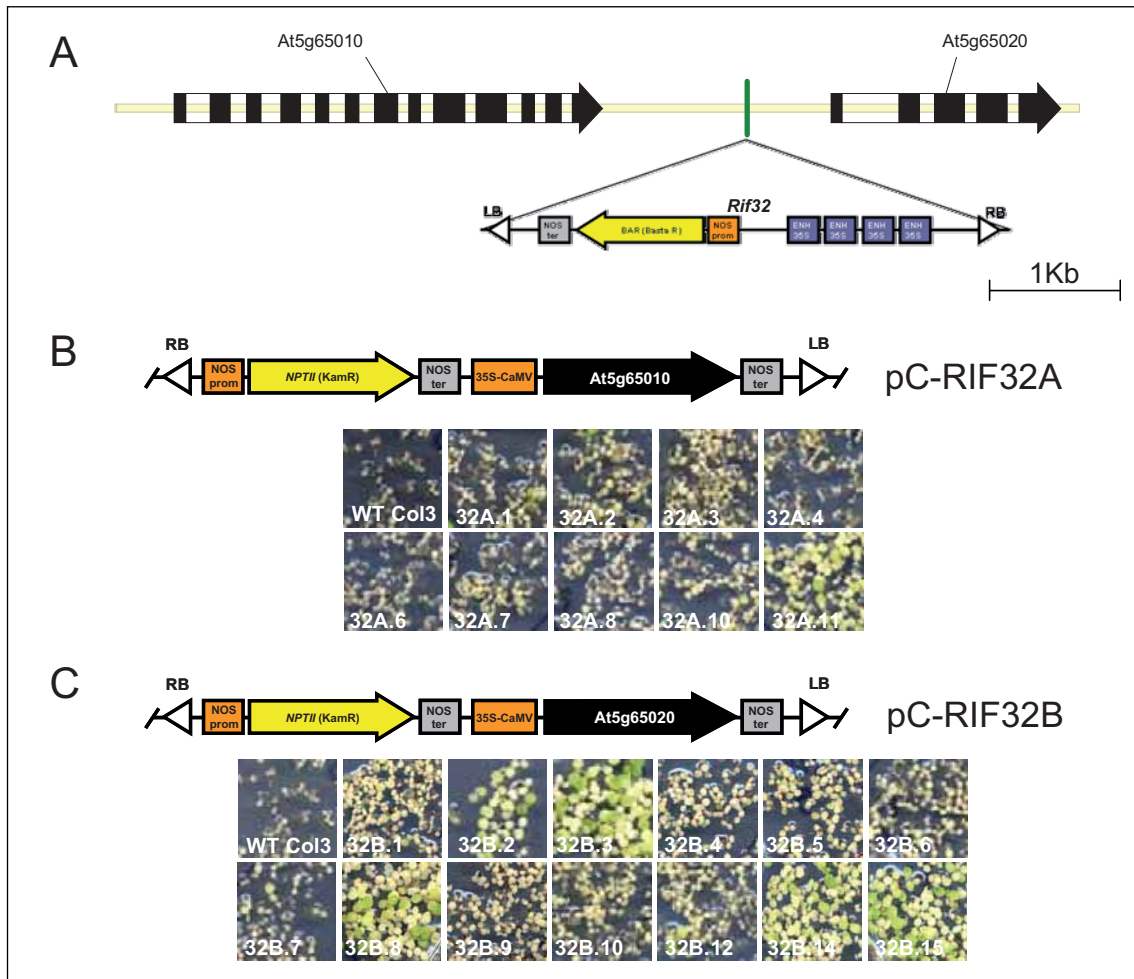 A
At5g65010
At5g65020
Rif32
LB
NOS ter
BAR (Basta R)
NOS prom
ENH 35S
ENH 35S
ENH 35S
ENH 35S
RB
1Kb
B
RB
NOS prom
NPTII (KamR)
NOS ter
35S-CaMV
At5g65010
NOS ter
LB
pC-RIF32A
WT Col3
32A.1
32A.2
32A.3
32A.4
32A.6
32A.7
32A.8
32A.10
32A.11
C
RB
NOS prom
NPTII (KamR)
NOS ter
35S-CaMV
At5g65020
NOS ter
LB
pC-RIF32B
WT Col3
32B.1
32B.2
32B.3
32B.4
32B.5
32B.6
32B.7
32B.8
32B.9
32B.10
32B.12
32B.14
32B.15